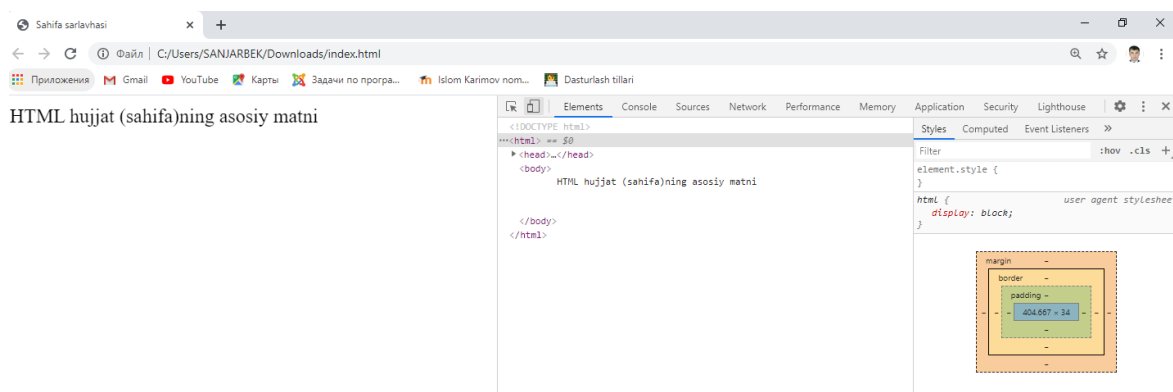 Sahifa sarlavhasi
Файл | C:/Users/SANJARBEK/Downloads/index.html
Приложения Gmail YouTube Карты Задачи по програ... Islom Karimov nom... Dasturlash tillari
HTML hujjat (sahifa)ning asosiy matni
Elements Console Sources Network Performance Memory Application Security Lighthouse
<!DOCTYPE html>
···<html> == $0
<head>…</head>
<body>
HTML hujjat (sahifa)ning asosiy matni
</body>
</html>
Styles Computed Event Listeners »
Filter :hov .cls +
element.style {
}
html { user agent styleshee
display: block;
}
margin -
border -
padding -
- - - 404.667 × 34 - - -
-
-
-